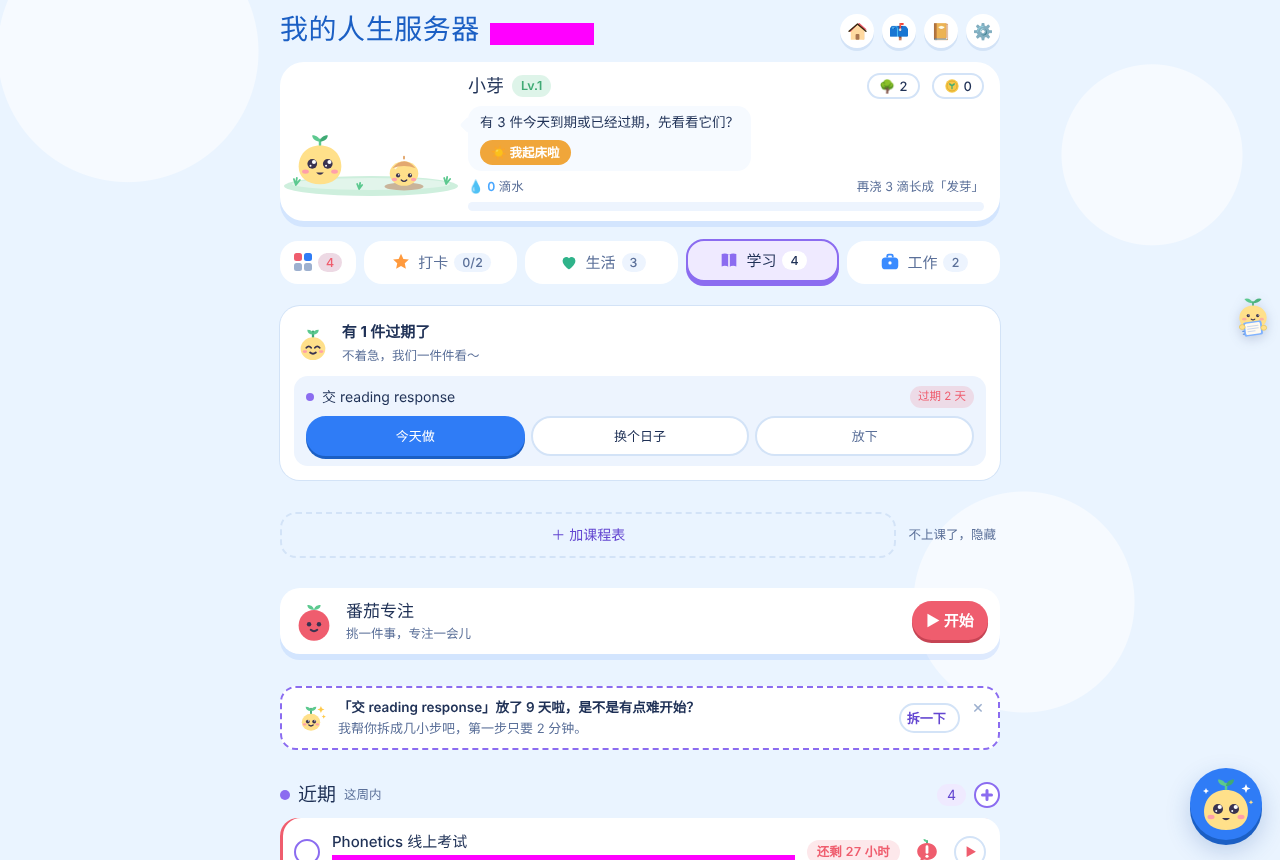 我的人生服务器
小芽 Lv.1 2 0
有 3 件今天到期或已经过期，先看看它们？
我起床啦
0 滴水 再浇 3 滴长成「发芽」
4 打卡 0/2 生活 3 学习 4 工作 2
有 1 件过期了
不着急，我们一件件看～
交 reading response 过期 2 天
今天做 换个日子 放下
＋ 加课程表 不上课了，隐藏
番茄专注
挑一件事，专注一会儿
▶ 开始
「交 reading response」放了 9 天啦，是不是有点难开始？
我帮你拆成几小步吧，第一步只要 2 分钟。
拆一下 ✕
近期 这周内 4
Phonetics 线上考试
还剩 27 小时